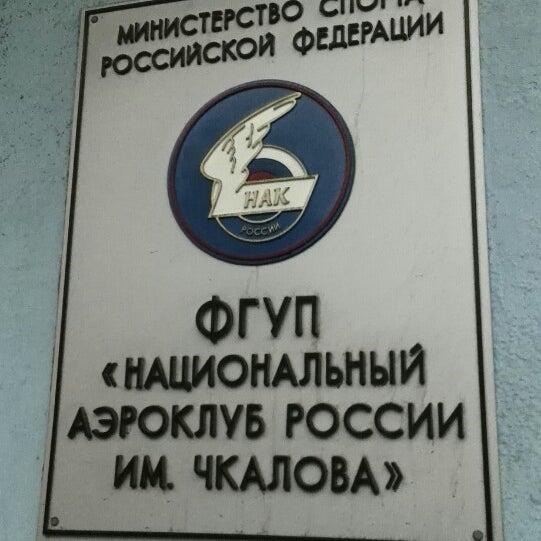 МИНИСТЕРСТВО СПОРТА
РОССИЙСКОЙ ФЕДЕРАЦИИ
НАК
РОССИИ
ФГУП
«НАЦИОНАЛЬНЫЙ
АЭРОКЛУБ РОССИИ
ИМ. ЧКАЛОВА»